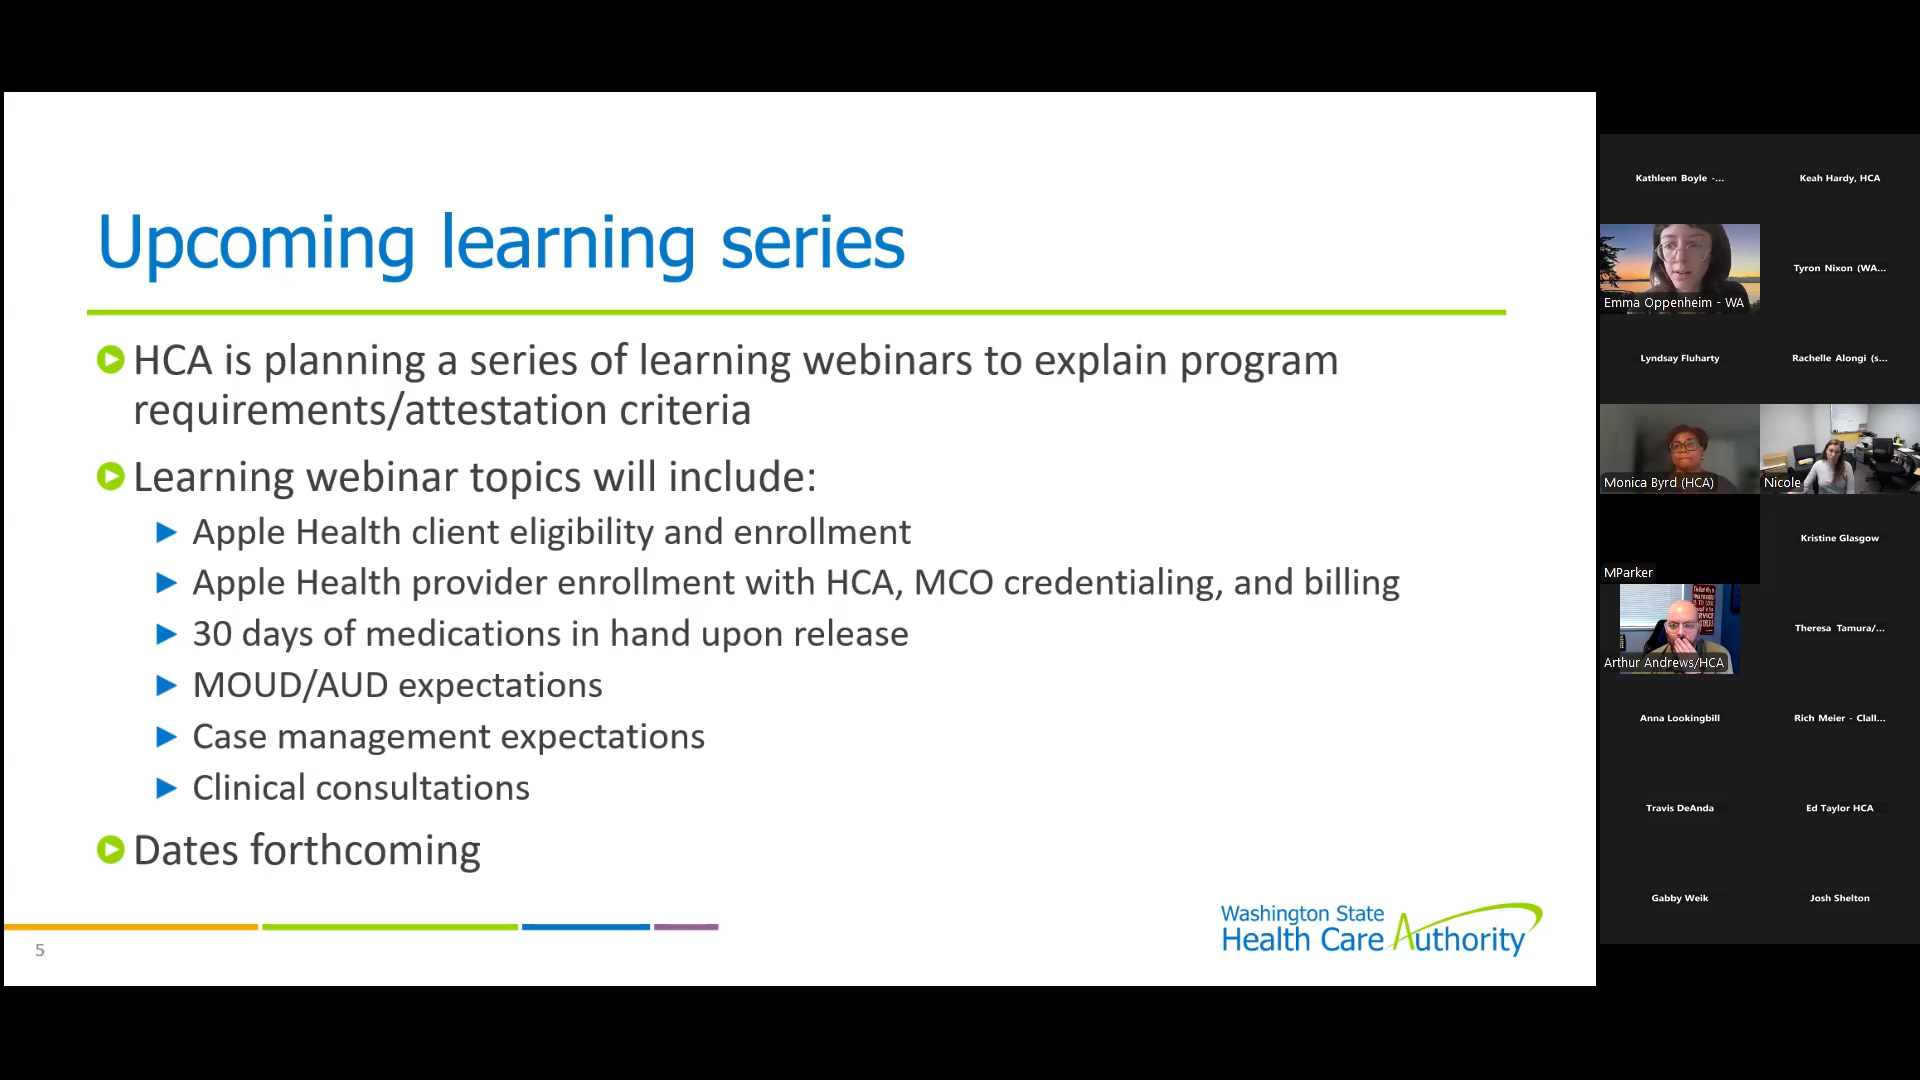 Upcoming learning series
HCA is planning a series of learning webinars to explain program
requirements/attestation criteria
Learning webinar topics will include:
Apple Health client eligibility and enrollment
Apple Health provider enrollment with HCA, MCO credentialing, and billing
30 days of medications in hand upon release
MOUD/AUD expectations
Case management expectations
Clinical consultations
Dates forthcoming
5
Washington State
Health Care Authority
Kathleen Boyle -...
Keah Hardy, HCA
Emma Oppenheim - WA
Tyron Nixon (WA...
Lyndsay Fluharty
Rachelle Alongi (s...
Monica Byrd (HCA)
Nicole
MParker
Kristine Glasgow
Arthur Andrews/HCA
Theresa Tamura/...
Anna Lookingbill
Rich Meier - Clall...
Travis DeAnda
Ed Taylor HCA
Gabby Weik
Josh Shelton